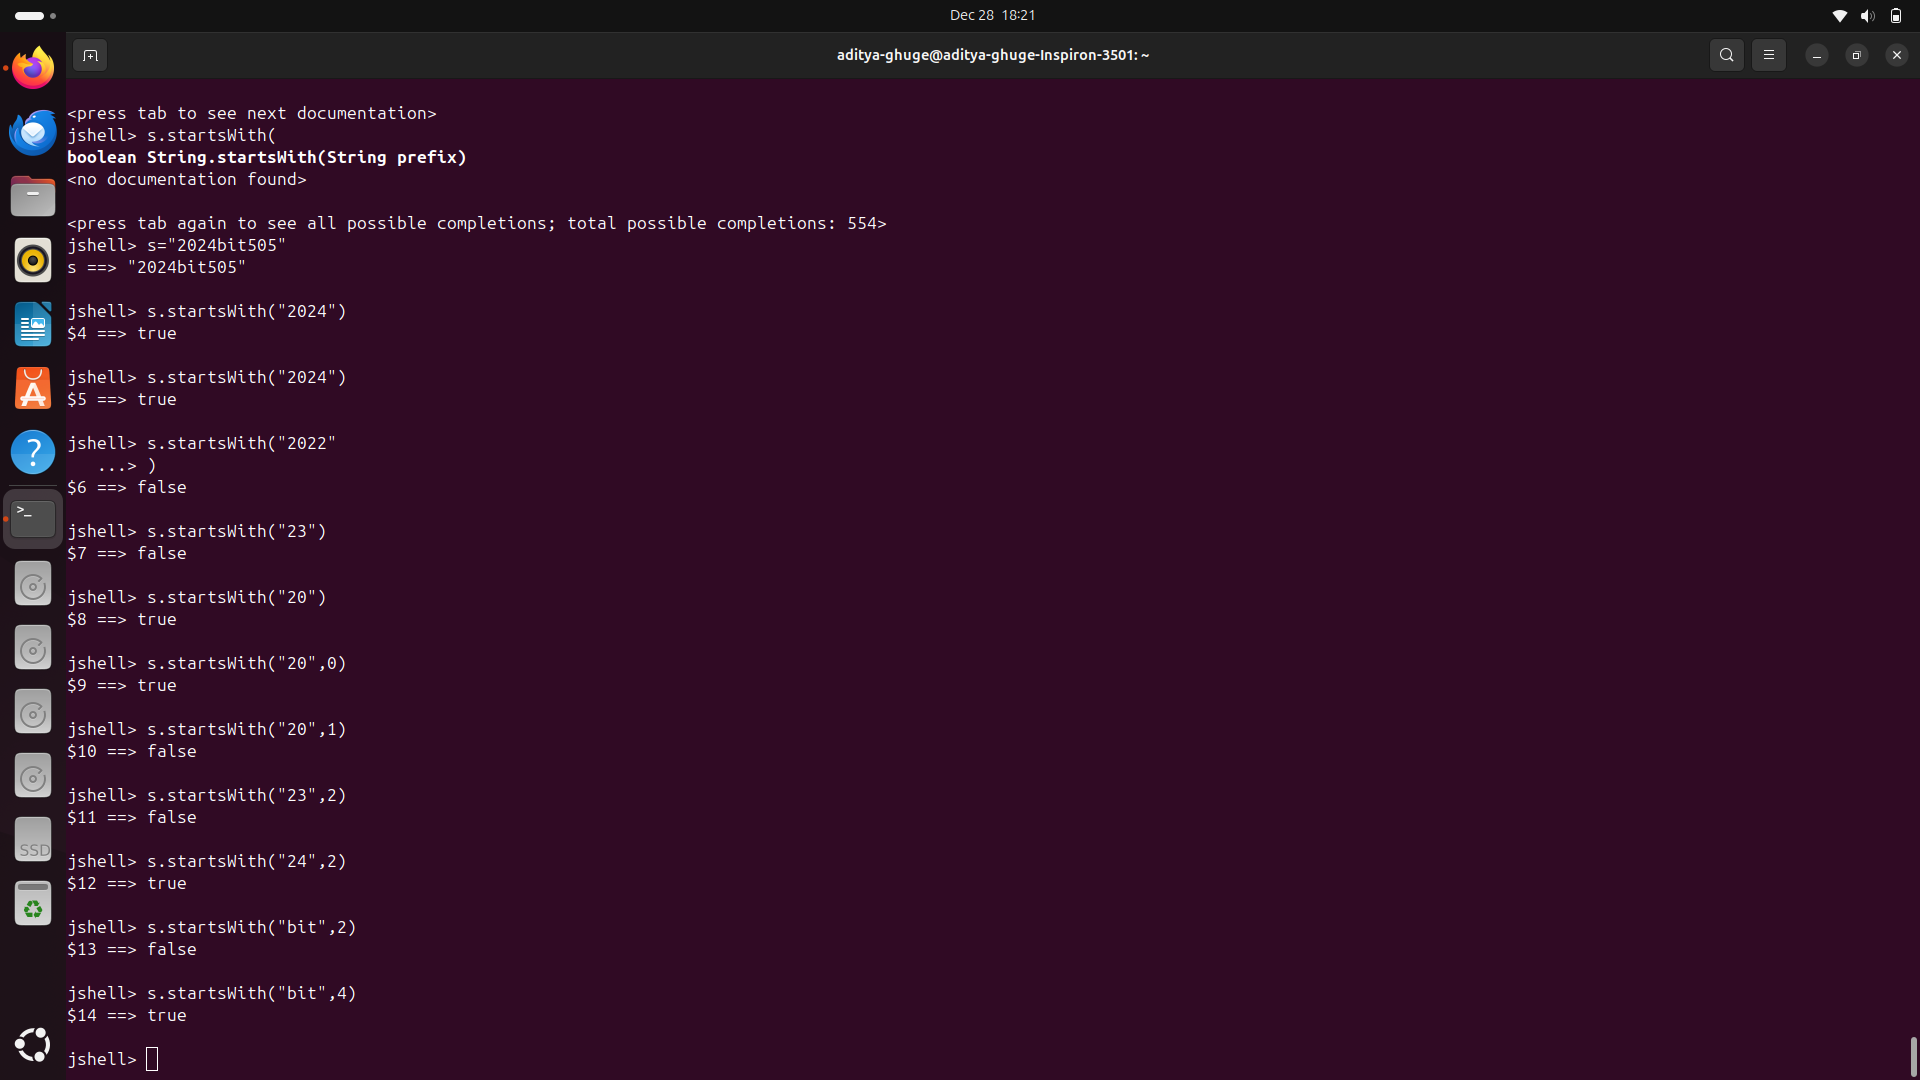 Dec 28 18:21
aditya-ghuge@aditya-ghuge-Inspiron-3501: ~
<press tab to see next documentation>
jshell> s.startsWith(
boolean String.startsWith(String prefix)
<no documentation found>
<press tab again to see all possible completions; total possible completions: 554>
jshell> s="2024bit505"
s ==> "2024bit505"
jshell> s.startsWith("2024")
$4 ==> true
jshell> s.startsWith("2024")
$5 ==> true
jshell> s.startsWith("2022"
   ...> )
$6 ==> false
jshell> s.startsWith("23")
$7 ==> false
jshell> s.startsWith("20")
$8 ==> true
jshell> s.startsWith("20",0)
$9 ==> true
jshell> s.startsWith("20",1)
$10 ==> false
jshell> s.startsWith("23",2)
$11 ==> false
jshell> s.startsWith("24",2)
$12 ==> true
jshell> s.startsWith("bit",2)
$13 ==> false
jshell> s.startsWith("bit",4)
$14 ==> true
jshell>
SSD